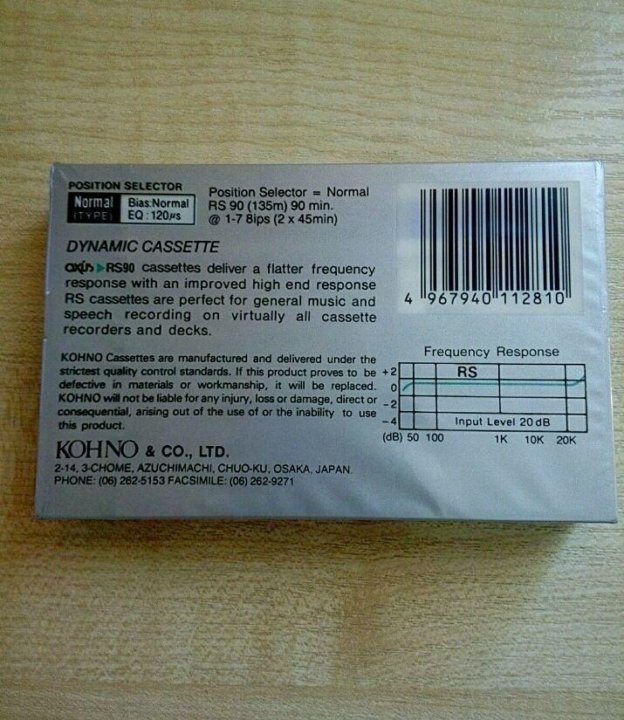 POSITION SELECTOR
Normal
(TYPE I)
Bias:Normal
EQ : 120µs
Position Selector = Normal
RS 90 (135m) 90 min.
@ 1-7 8ips (2 x 45min)
DYNAMIC CASSETTE
RS90 cassettes deliver a flatter frequency
response with an improved high end response
RS cassettes are perfect for general music and
speech recording on virtually all cassette
recorders and decks.
4 967940 112810
KOHNO Cassettes are manufactured and delivered under the
strictest quality control standards. If this product proves to be
defective in materials or workmanship, it will be replaced.
KOHNO will not be liable for any injury, loss or damage, direct or
consequential, arising out of the use of or the inability to use
this product.
KOHNO & CO., LTD.
2-14, 3-CHOME, AZUCHIMACHI, CHUO-KU, OSAKA, JAPAN.
PHONE: (06) 262-5153 FACSIMILE: (06) 262-9271
Frequency Response
+2
0
-2
-4
RS
Input Level 20 dB
(dB) 50 100 1K 10K 20K